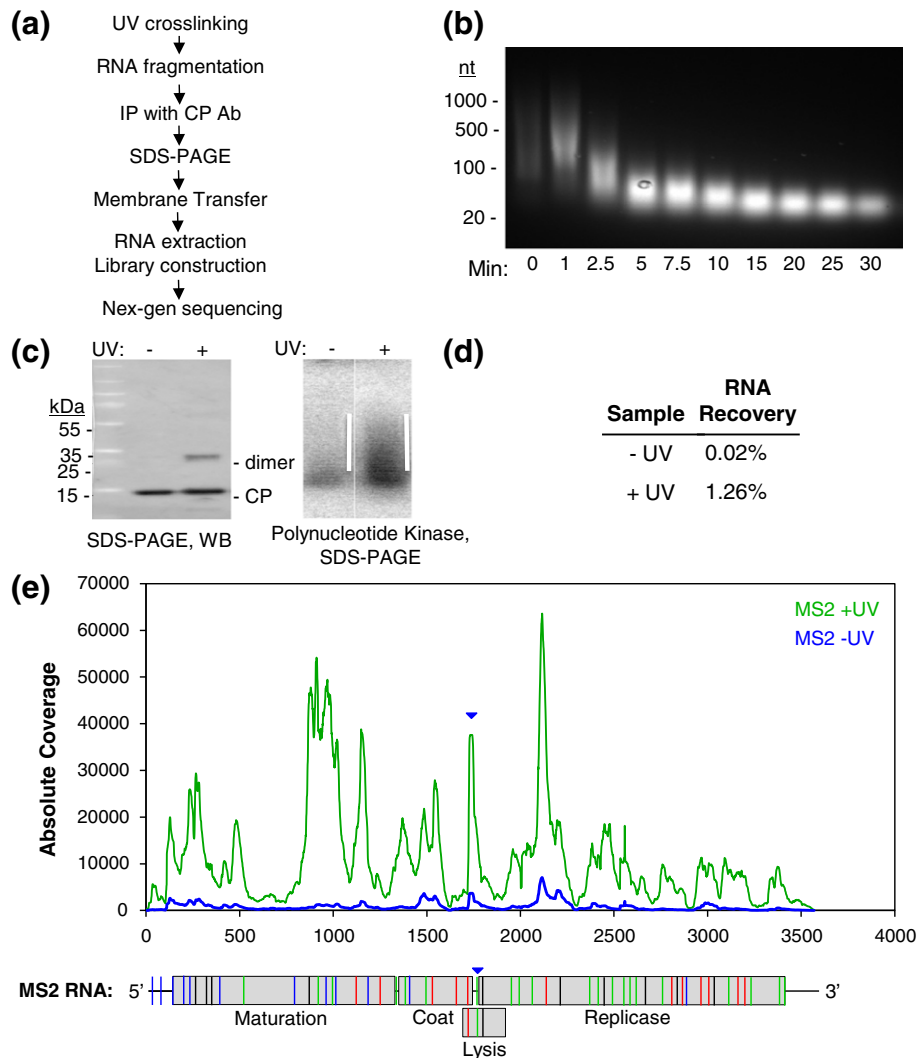 (a)
UV crosslinking
RNA fragmentation
IP with CP Ab
SDS-PAGE
Membrane Transfer
RNA extraction
Library construction
Nex-gen sequencing
(b)
nt
1000 -
500 -
100 -
20 -
Min: 0 1 2.5 5 7.5 10 15 20 25 30
(c)
UV: - +
kDa
55 -
35 -
25 -
15 -
- dimer
- CP
SDS-PAGE, WB
UV: - +
Polynucleotide Kinase,
SDS-PAGE
(d)
RNA
Sample Recovery
- UV 0.02%
+ UV 1.26%
(e)
Absolute Coverage
70000
60000
50000
40000
30000
20000
10000
0
MS2 +UV
MS2 -UV
0 500 1000 1500 2000 2500 3000 3500 4000
MS2 RNA: 5' 3'
Maturation Coat Replicase
Lysis